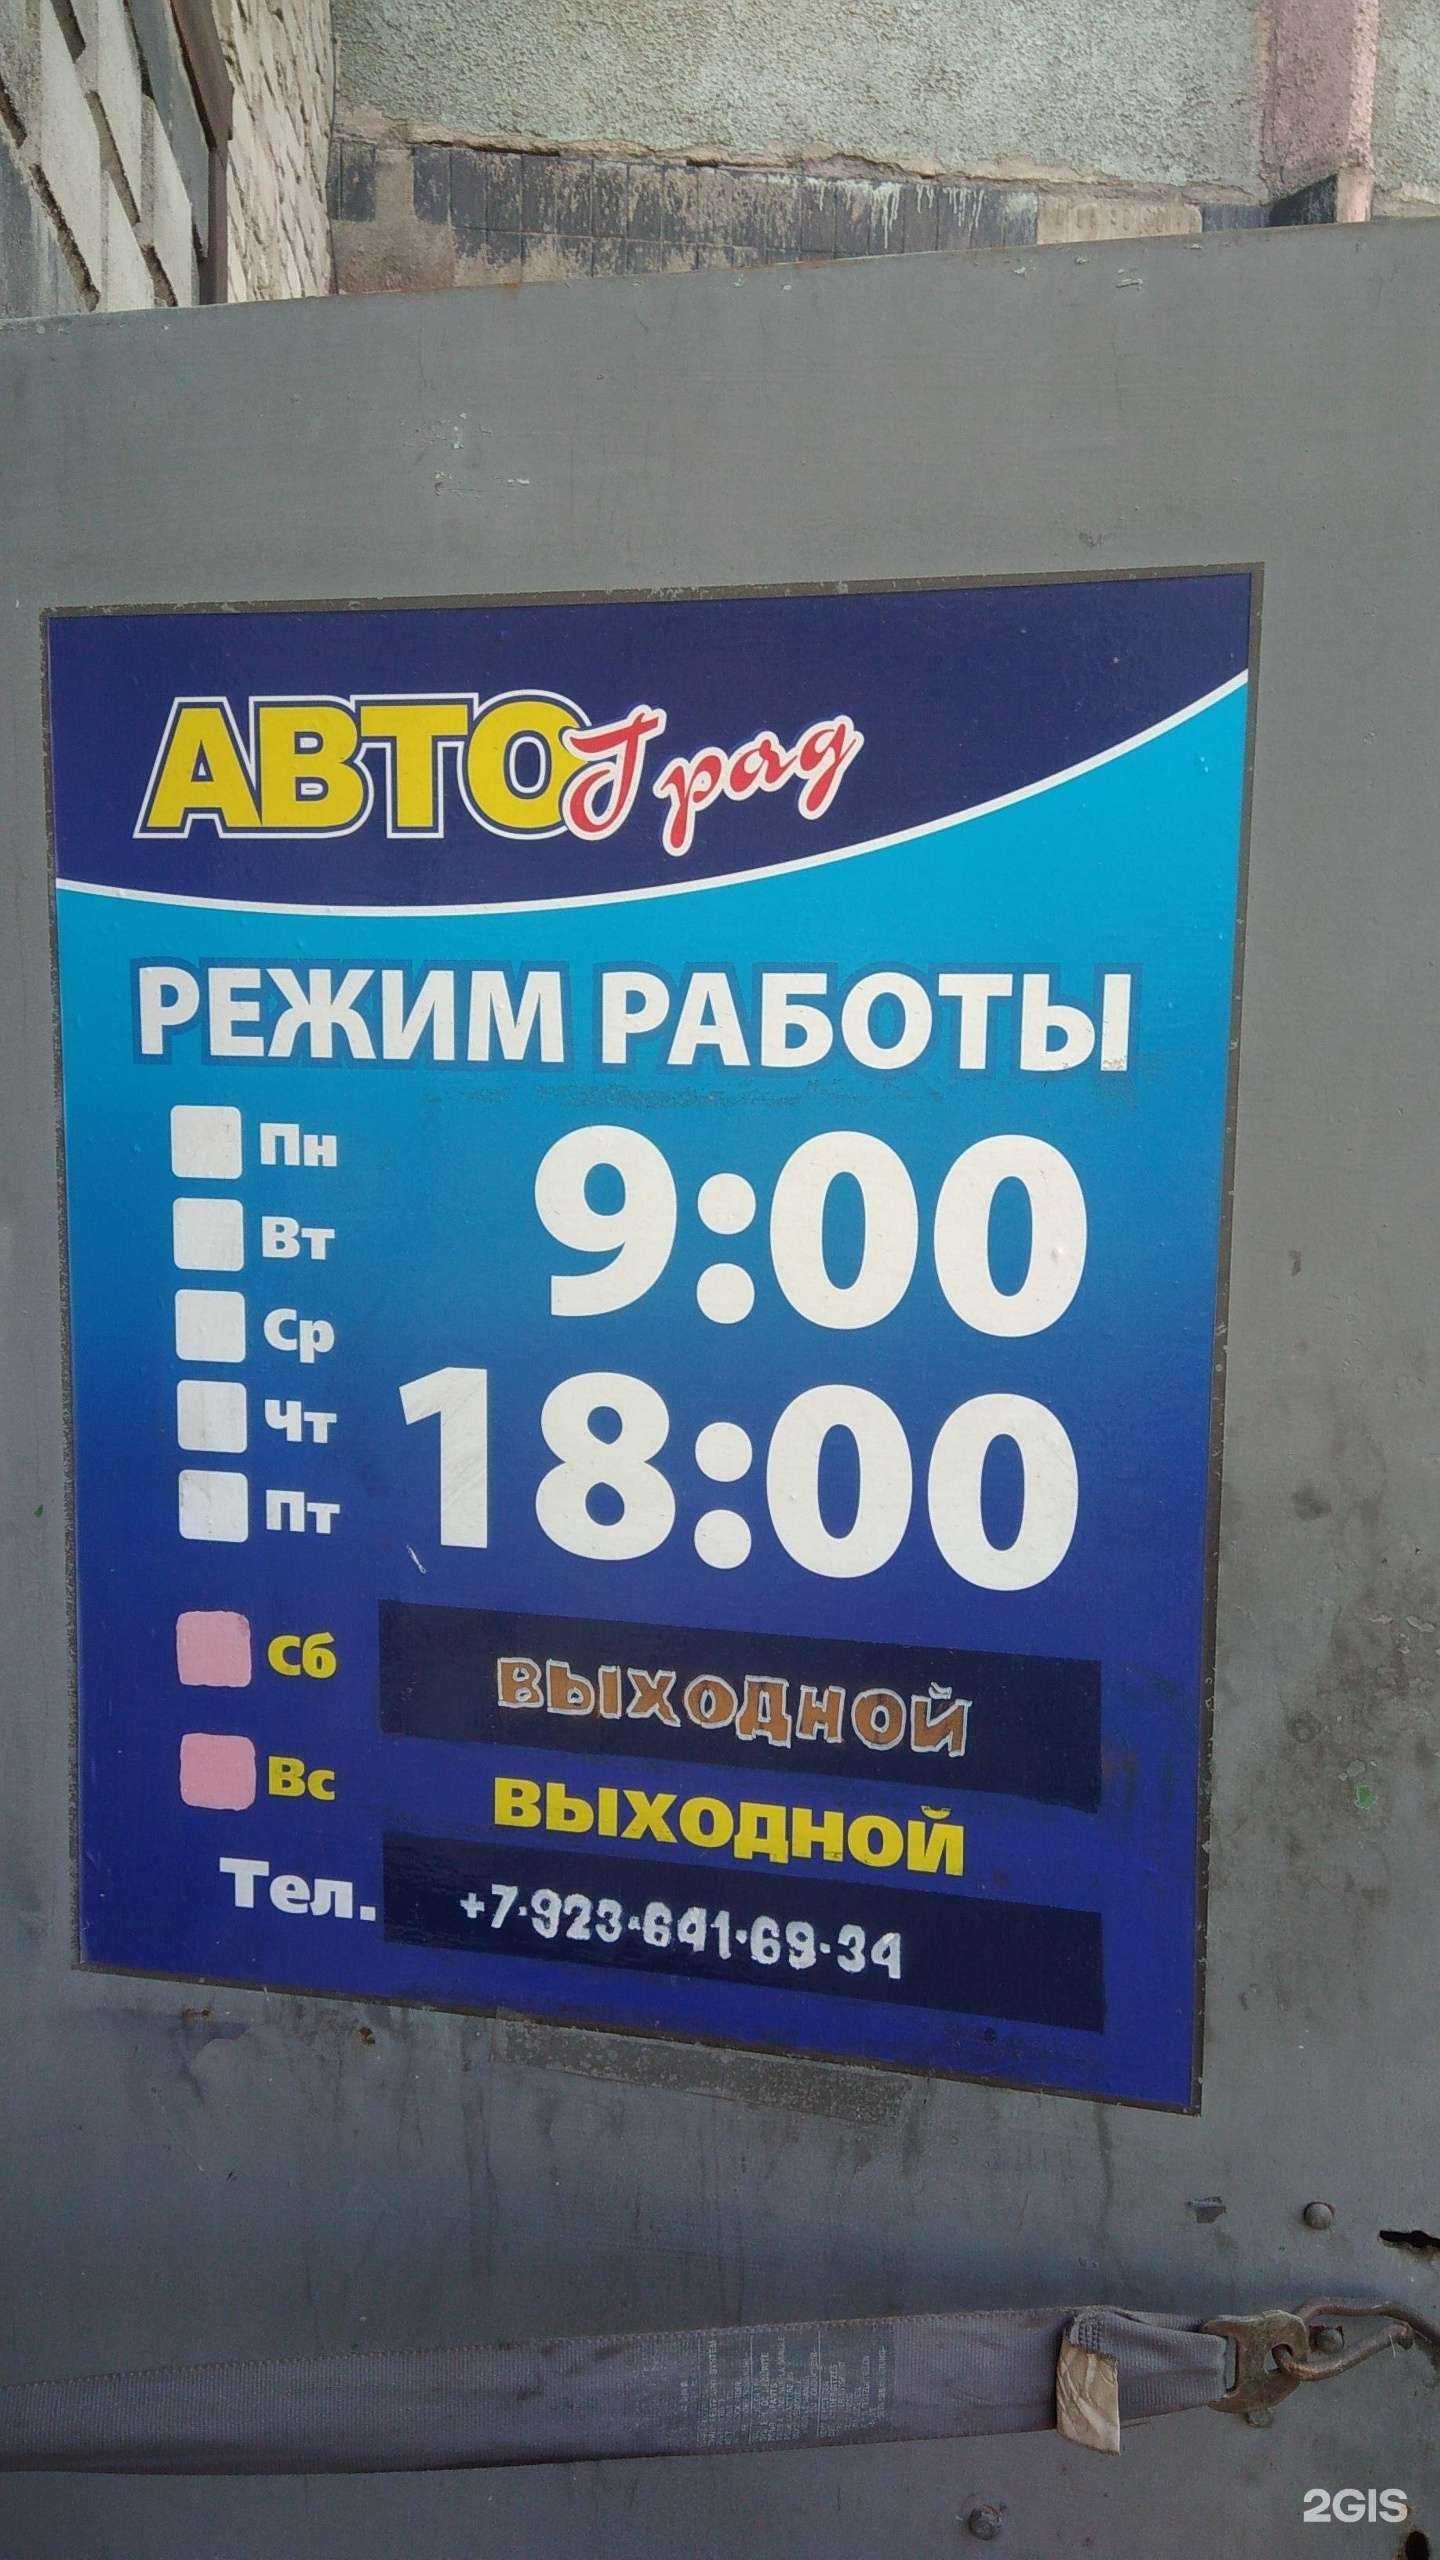 АВТОГрад
РЕЖИМ РАБОТЫ
Пн
Вт
Ср
Чт
Пт
9:00
18:00
Сб ВЫХОДНОЙ
Вс ВЫХОДНОЙ
Тел. +7-923-641-69-34
2GIS